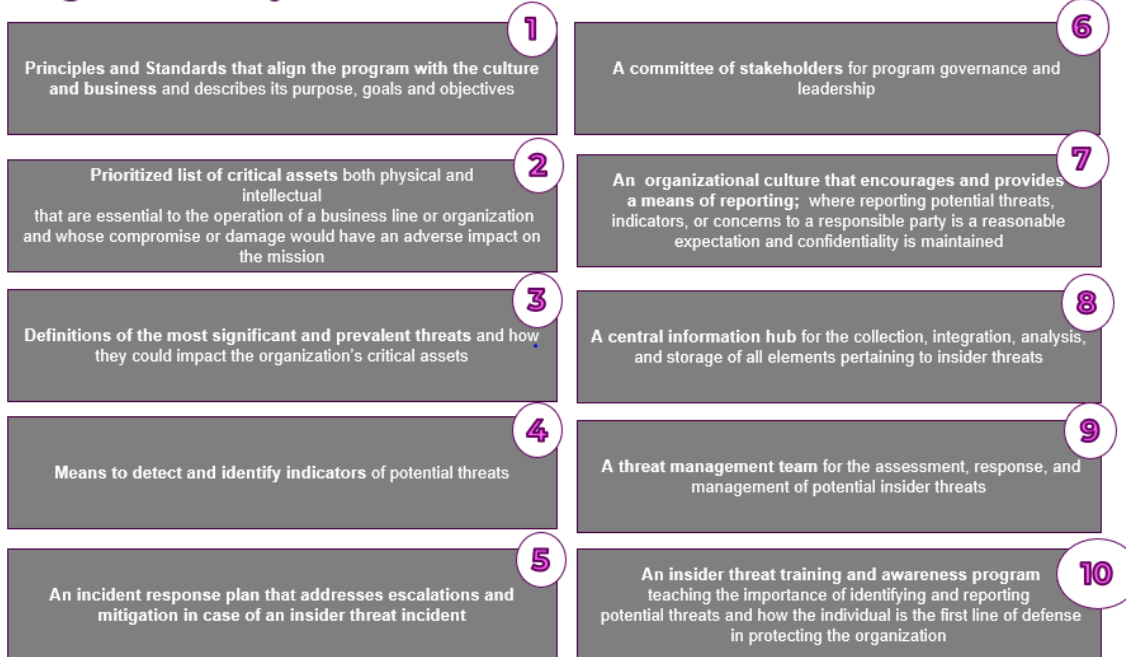 1
Principles and Standards that align the program with the culture
and business and describes its purpose, goals and objectives
2
Prioritized list of critical assets both physical and
intellectual
that are essential to the operation of a business line or organization
and whose compromise or damage would have an adverse impact on
the mission
3
Definitions of the most significant and prevalent threats and how
they could impact the organization's critical assets
4
Means to detect and identify indicators of potential threats
5
An incident response plan that addresses escalations and
mitigation in case of an insider threat incident
6
A committee of stakeholders for program governance and
leadership
7
An organizational culture that encourages and provides
a means of reporting; where reporting potential threats,
indicators, or concerns to a responsible party is a reasonable
expectation and confidentiality is maintained
8
A central information hub for the collection, integration, analysis,
and storage of all elements pertaining to insider threats
9
A threat management team for the assessment, response, and
management of potential insider threats
10
An insider threat training and awareness program
teaching the importance of identifying and reporting
potential threats and how the individual is the first line of defense
in protecting the organization